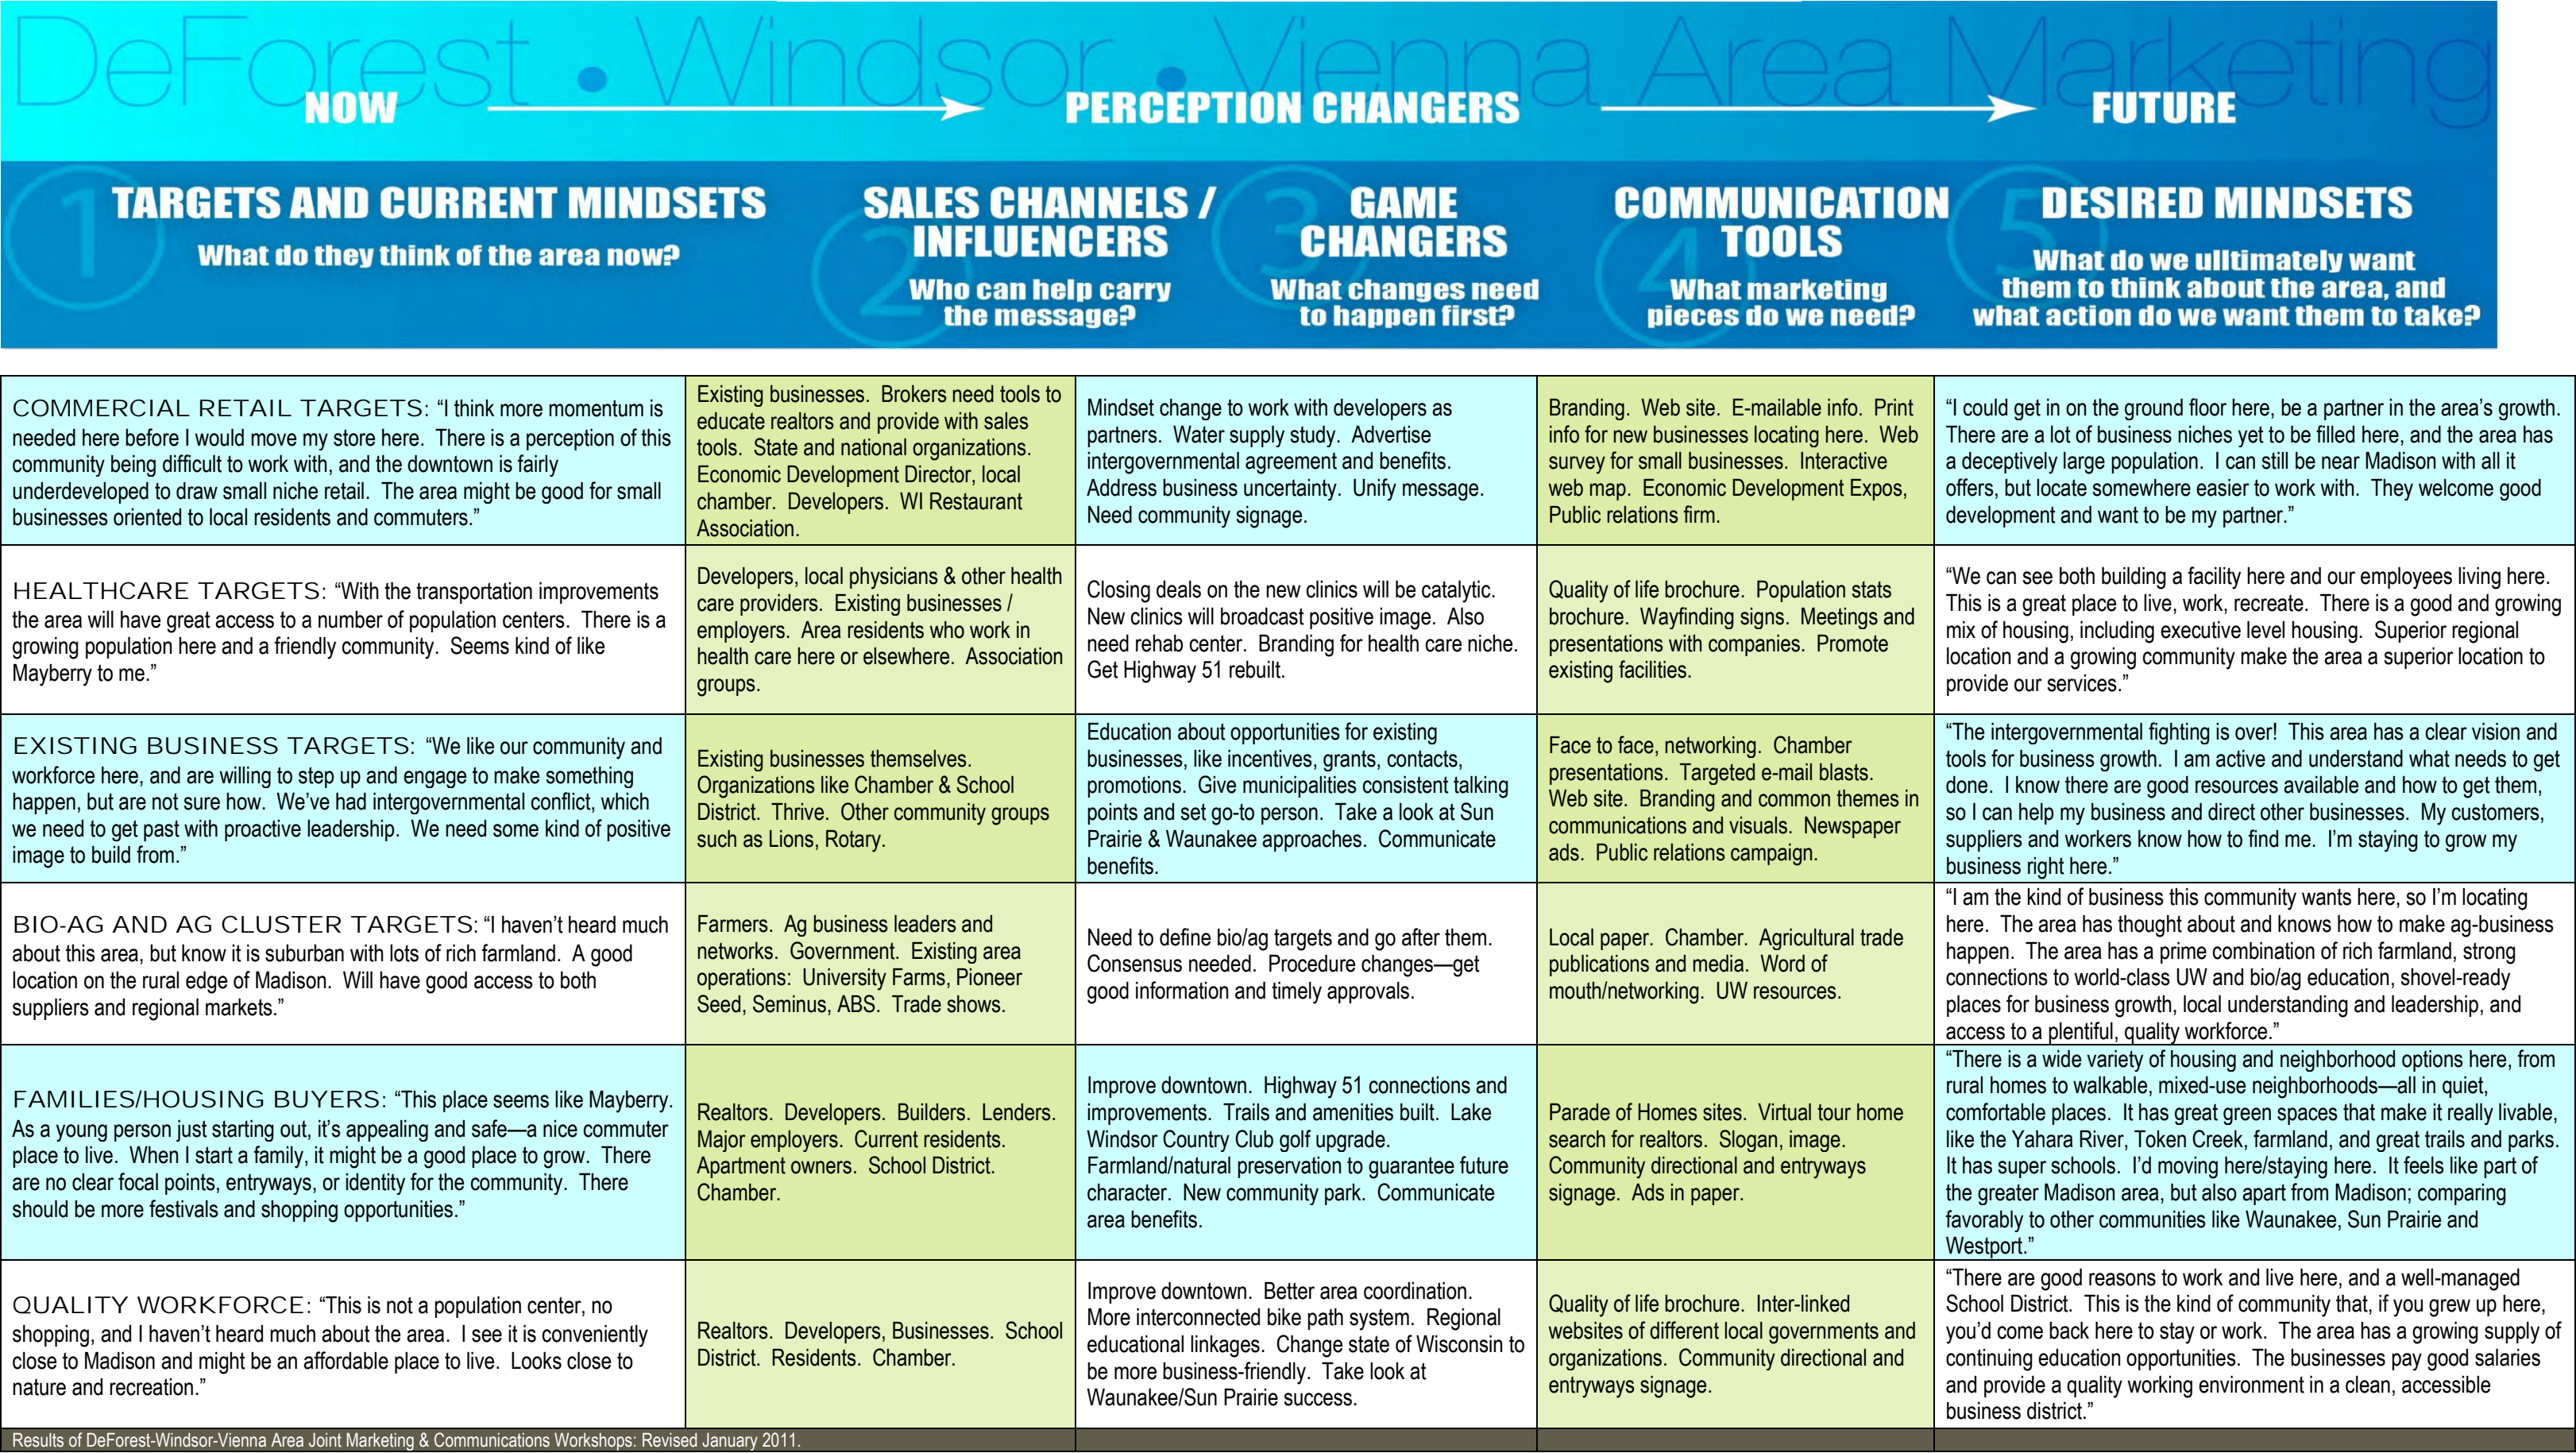 DeForest • Windsor • Vienna Area Marketing
NOW
PERCEPTION CHANGERS
FUTURE
1
TARGETS AND CURRENT MINDSETS
What do they think of the area now?
2
SALES CHANNELS /
INFLUENCERS
Who can help carry
the message?
3
GAME
CHANGERS
What changes need
to happen first?
4
COMMUNICATION
TOOLS
What marketing
pieces do we need?
5
DESIRED MINDSETS
What do we ulltimately want
them to think about the area, and
what action do we want them to take?
COMMERCIAL RETAIL TARGETS: “I think more momentum is
needed here before I would move my store here. There is a perception of this
community being difficult to work with, and the downtown is fairly
underdeveloped to draw small niche retail. The area might be good for small
businesses oriented to local residents and commuters.”
Existing businesses. Brokers need tools to
educate realtors and provide with sales
tools. State and national organizations.
Economic Development Director, local
chamber. Developers. WI Restaurant
Association.
Mindset change to work with developers as
partners. Water supply study. Advertise
intergovernmental agreement and benefits.
Address business uncertainty. Unify message.
Need community signage.
Branding. Web site. E-mailable info. Print
info for new businesses locating here. Web
survey for small businesses. Interactive
web map. Economic Development Expos,
Public relations firm.
“I could get in on the ground floor here, be a partner in the area’s growth.
There are a lot of business niches yet to be filled here, and the area has
a deceptively large population. I can still be near Madison with all it
offers, but locate somewhere easier to work with. They welcome good
development and want to be my partner.”
HEALTHCARE TARGETS: “With the transportation improvements
the area will have great access to a number of population centers. There is a
growing population here and a friendly community. Seems kind of like
Mayberry to me.”
Developers, local physicians & other health
care providers. Existing businesses /
employers. Area residents who work in
health care here or elsewhere. Association
groups.
Closing deals on the new clinics will be catalytic.
New clinics will broadcast positive image. Also
need rehab center. Branding for health care niche.
Get Highway 51 rebuilt.
Quality of life brochure. Population stats
brochure. Wayfinding signs. Meetings and
presentations with companies. Promote
existing facilities.
“We can see both building a facility here and our employees living here.
This is a great place to live, work, recreate. There is a good and growing
mix of housing, including executive level housing. Superior regional
location and a growing community make the area a superior location to
provide our services.”
EXISTING BUSINESS TARGETS: “We like our community and
workforce here, and are willing to step up and engage to make something
happen, but are not sure how. We’ve had intergovernmental conflict, which
we need to get past with proactive leadership. We need some kind of positive
image to build from.”
Existing businesses themselves.
Organizations like Chamber & School
District. Thrive. Other community groups
such as Lions, Rotary.
Education about opportunities for existing
businesses, like incentives, grants, contacts,
promotions. Give municipalities consistent talking
points and set go-to person. Take a look at Sun
Prairie & Waunakee approaches. Communicate
benefits.
Face to face, networking. Chamber
presentations. Targeted e-mail blasts.
Web site. Branding and common themes in
communications and visuals. Newspaper
ads. Public relations campaign.
“The intergovernmental fighting is over! This area has a clear vision and
tools for business growth. I am active and understand what needs to get
done. I know there are good resources available and how to get them,
so I can help my business and direct other businesses. My customers,
suppliers and workers know how to find me. I’m staying to grow my
business right here.”
BIO-AG AND AG CLUSTER TARGETS: “I haven’t heard much
about this area, but know it is suburban with lots of rich farmland. A good
location on the rural edge of Madison. Will have good access to both
suppliers and regional markets.”
Farmers. Ag business leaders and
networks. Government. Existing area
operations: University Farms, Pioneer
Seed, Seminus, ABS. Trade shows.
Need to define bio/ag targets and go after them.
Consensus needed. Procedure changes—get
good information and timely approvals.
Local paper. Chamber. Agricultural trade
publications and media. Word of
mouth/networking. UW resources.
“I am the kind of business this community wants here, so I’m locating
here. The area has thought about and knows how to make ag-business
happen. The area has a prime combination of rich farmland, strong
connections to world-class UW and bio/ag education, shovel-ready
places for business growth, local understanding and leadership, and
access to a plentiful, quality workforce.”
FAMILIES/HOUSING BUYERS: “This place seems like Mayberry.
As a young person just starting out, it’s appealing and safe—a nice commuter
place to live. When I start a family, it might be a good place to grow. There
are no clear focal points, entryways, or identity for the community. There
should be more festivals and shopping opportunities.”
Realtors. Developers. Builders. Lenders.
Major employers. Current residents.
Apartment owners. School District.
Chamber.
Improve downtown. Highway 51 connections and
improvements. Trails and amenities built. Lake
Windsor Country Club golf upgrade.
Farmland/natural preservation to guarantee future
character. New community park. Communicate
area benefits.
Parade of Homes sites. Virtual tour home
search for realtors. Slogan, image.
Community directional and entryways
signage. Ads in paper.
“There is a wide variety of housing and neighborhood options here, from
rural homes to walkable, mixed-use neighborhoods—all in quiet,
comfortable places. It has great green spaces that make it really livable,
like the Yahara River, Token Creek, farmland, and great trails and parks.
It has super schools. I’d moving here/staying here. It feels like part of
the greater Madison area, but also apart from Madison; comparing
favorably to other communities like Waunakee, Sun Prairie and
Westport.”
QUALITY WORKFORCE: “This is not a population center, no
shopping, and I haven’t heard much about the area. I see it is conveniently
close to Madison and might be an affordable place to live. Looks close to
nature and recreation.”
Realtors. Developers, Businesses. School
District. Residents. Chamber.
Improve downtown. Better area coordination.
More interconnected bike path system. Regional
educational linkages. Change state of Wisconsin to
be more business-friendly. Take look at
Waunakee/Sun Prairie success.
Quality of life brochure. Inter-linked
websites of different local governments and
organizations. Community directional and
entryways signage.
“There are good reasons to work and live here, and a well-managed
School District. This is the kind of community that, if you grew up here,
you’d come back here to stay or work. The area has a growing supply of
continuing education opportunities. The businesses pay good salaries
and provide a quality working environment in a clean, accessible
business district.”
Results of DeForest-Windsor-Vienna Area Joint Marketing & Communications Workshops: Revised January 2011.